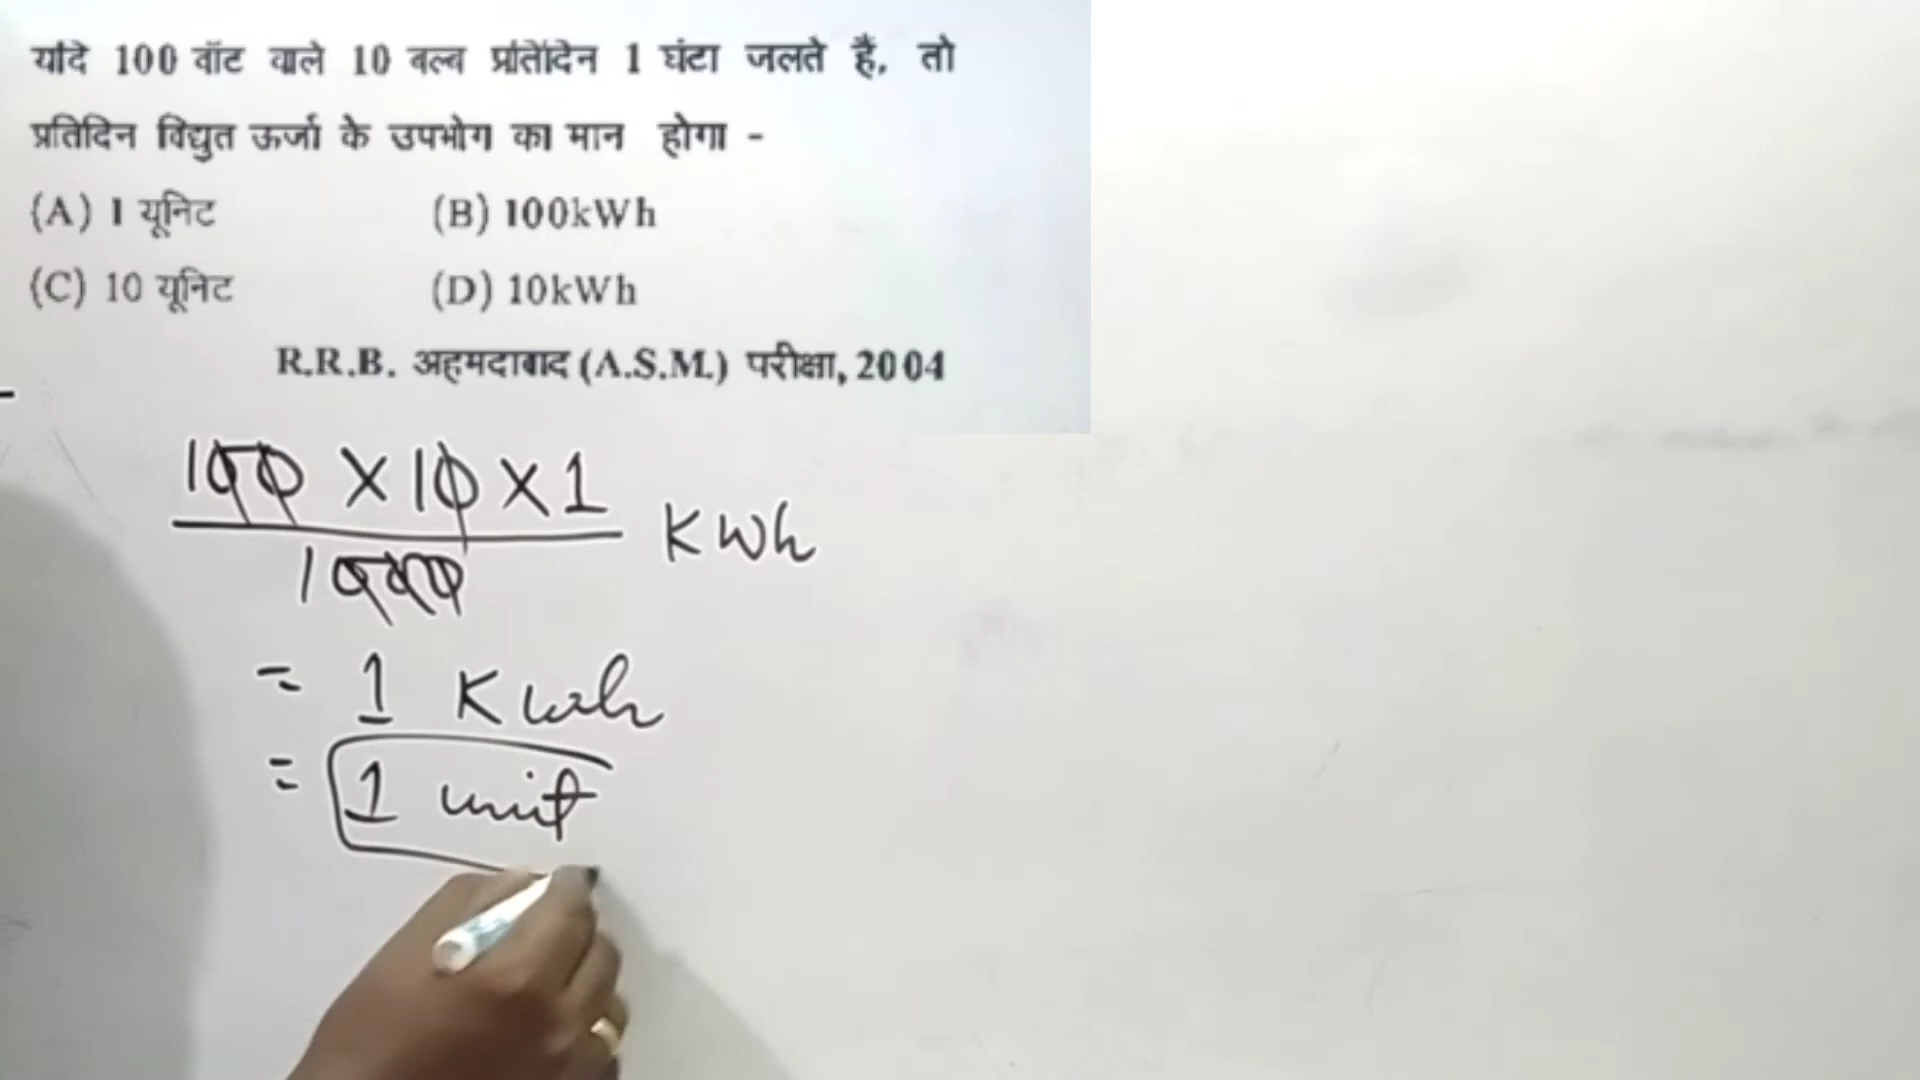 यदि 100 वॉट वाले 10 बल्ब प्रतिदिन 1 घंटा जलते हैं, तो
प्रतिदिन विद्युत ऊर्जा के उपभोग का मान होगा -
(A) 1 यूनिट (B) 100kWh
(C) 10 यूनिट (D) 10kWh
R.R.B. अहमदाबाद (A.S.M.) परीक्षा, 2004
100 X 10 X 1
1000 KWh
= 1 Kwh
= 1 unit